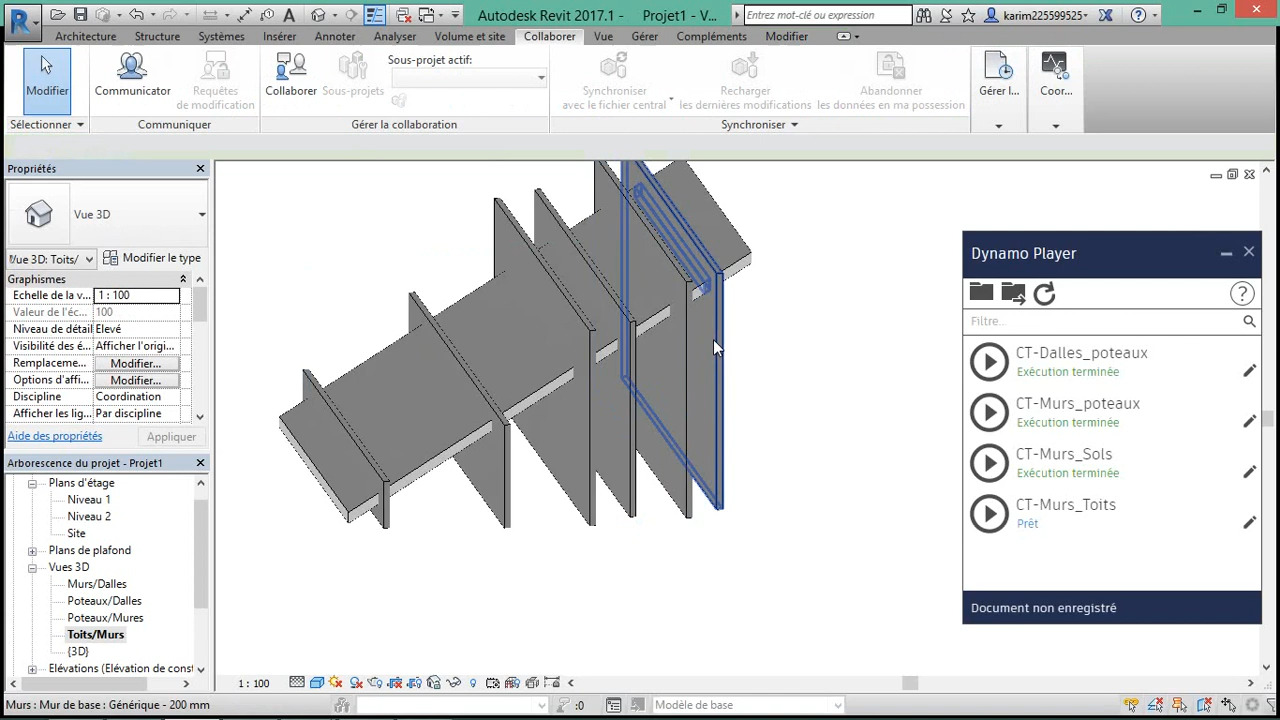 Autodesk Revit 2017.1 - Projet1 - V...
Entrez mot-clé ou expression
karim225599525
Architecture Structure Systèmes Insérer Annoter Analyser Volume et site Collaborer Vue Gérer Compléments Modifier
Modifier
Sélectionner
Communicator
Requêtes
de modification
Communiquer
Collaborer
Sous-projets
Sous-projet actif:
Gérer la collaboration
Synchroniser
avec le fichier central
Recharger
les dernières modifications
Abandonner
les données en ma possession
Synchroniser
Gérer l...
Coor...
Propriétés
Vue 3D
Vue 3D: Toits/
Modifier le type
Graphismes
Echelle de la v... 1 : 100
Valeur de l'éc... 100
Niveau de détail Elevé
Visibilité des é... Afficher l'origi...
Remplaceme... Modifier...
Options d'affi... Modifier...
Discipline Coordination
Afficher les lig... Par discipline
Aide des propriétés
Appliquer
Arborescence du projet - Projet1
Plans d'étage
Niveau 1
Niveau 2
Site
Plans de plafond
Vues 3D
Murs/Dalles
Poteaux/Dalles
Poteaux/Mures
Toits/Murs
{3D}
Elévations (Elévation de const
Dynamo Player
Filtre...
CT-Dalles_poteaux
Exécution terminée
CT-Murs_poteaux
Exécution terminée
CT-Murs_Sols
Exécution terminée
CT-Murs_Toits
Prêt
Document non enregistré
1 : 100
Murs : Mur de base : Générique - 200 mm
:0
Modèle de base
:0